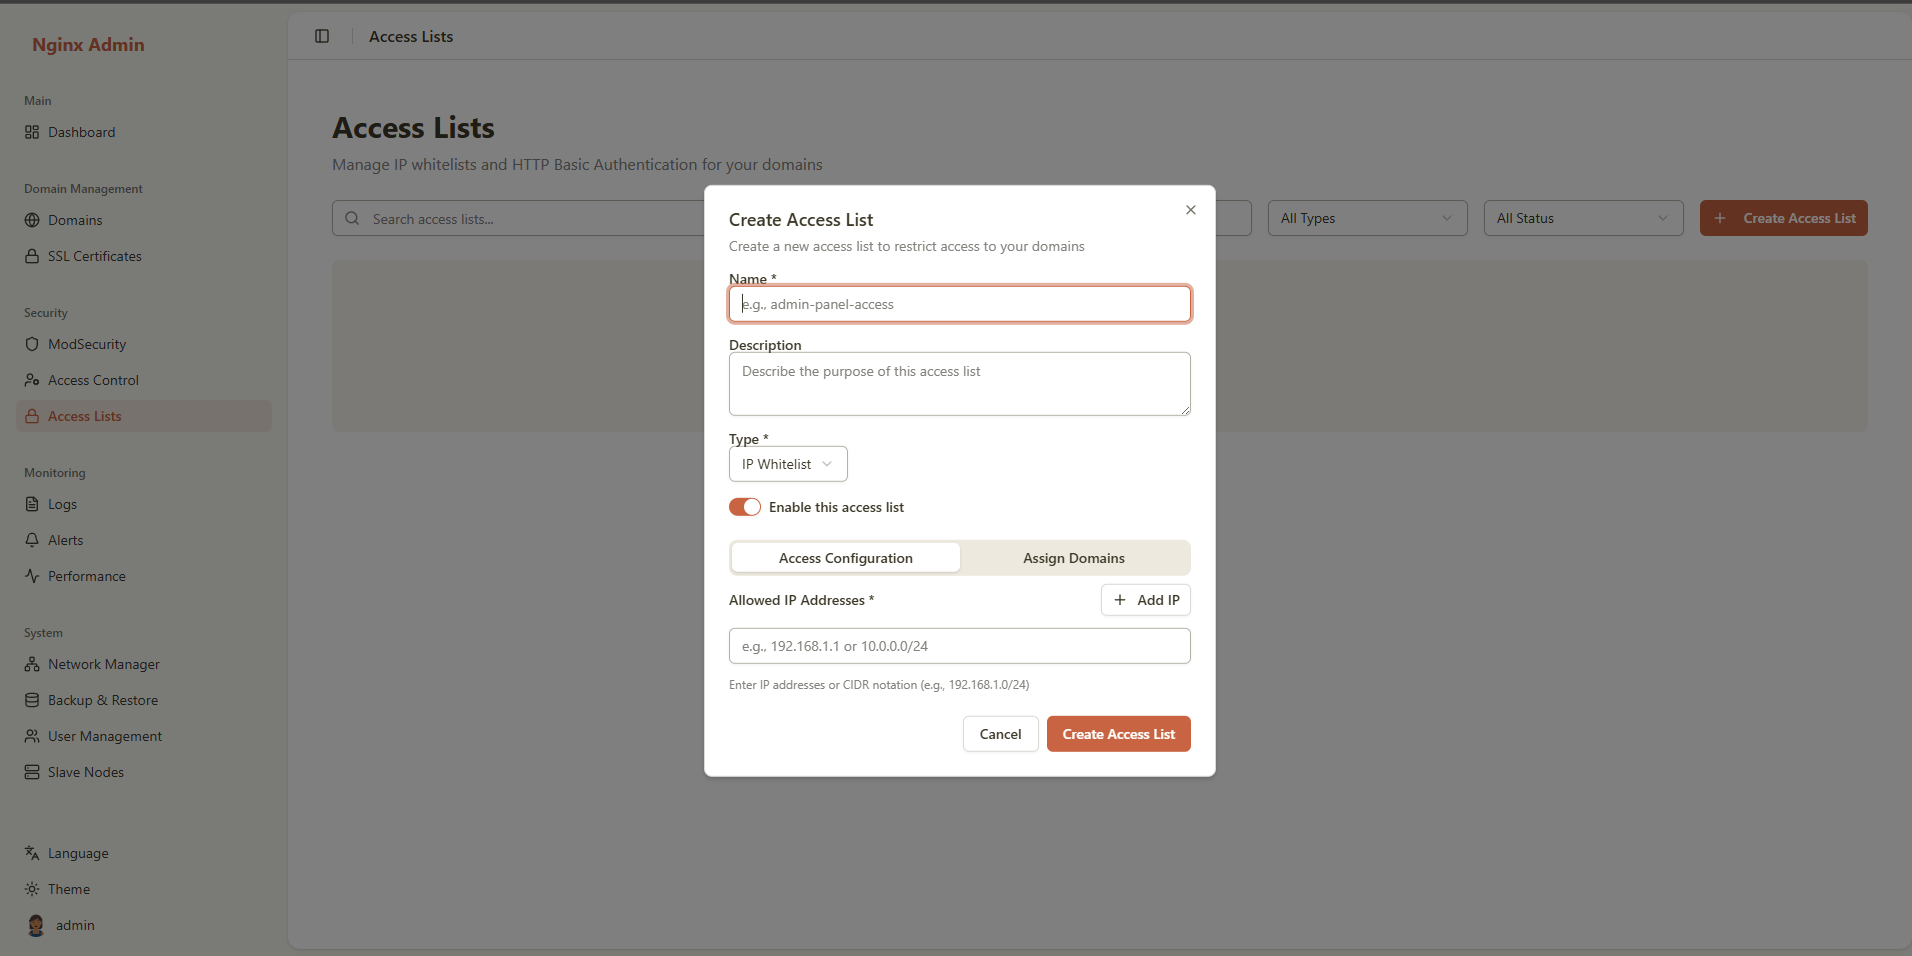 Nginx Admin
Main
Dashboard
Domain Management
Domains
SSL Certificates
Security
ModSecurity
Access Control
Access Lists
Monitoring
Logs
Alerts
Performance
System
Network Manager
Backup & Restore
User Management
Slave Nodes
Language
Theme
admin
Access Lists
Access Lists
Manage IP whitelists and HTTP Basic Authentication for your domains
Search access lists...
All Types
All Status
Create Access List
Create Access List
Create a new access list to restrict access to your domains
Name *
e.g., admin-panel-access
Description
Describe the purpose of this access list
Type *
IP Whitelist
Enable this access list
Access Configuration
Assign Domains
Allowed IP Addresses *
Add IP
e.g., 192.168.1.1 or 10.0.0.0/24
Enter IP addresses or CIDR notation (e.g., 192.168.1.0/24)
Cancel
Create Access List